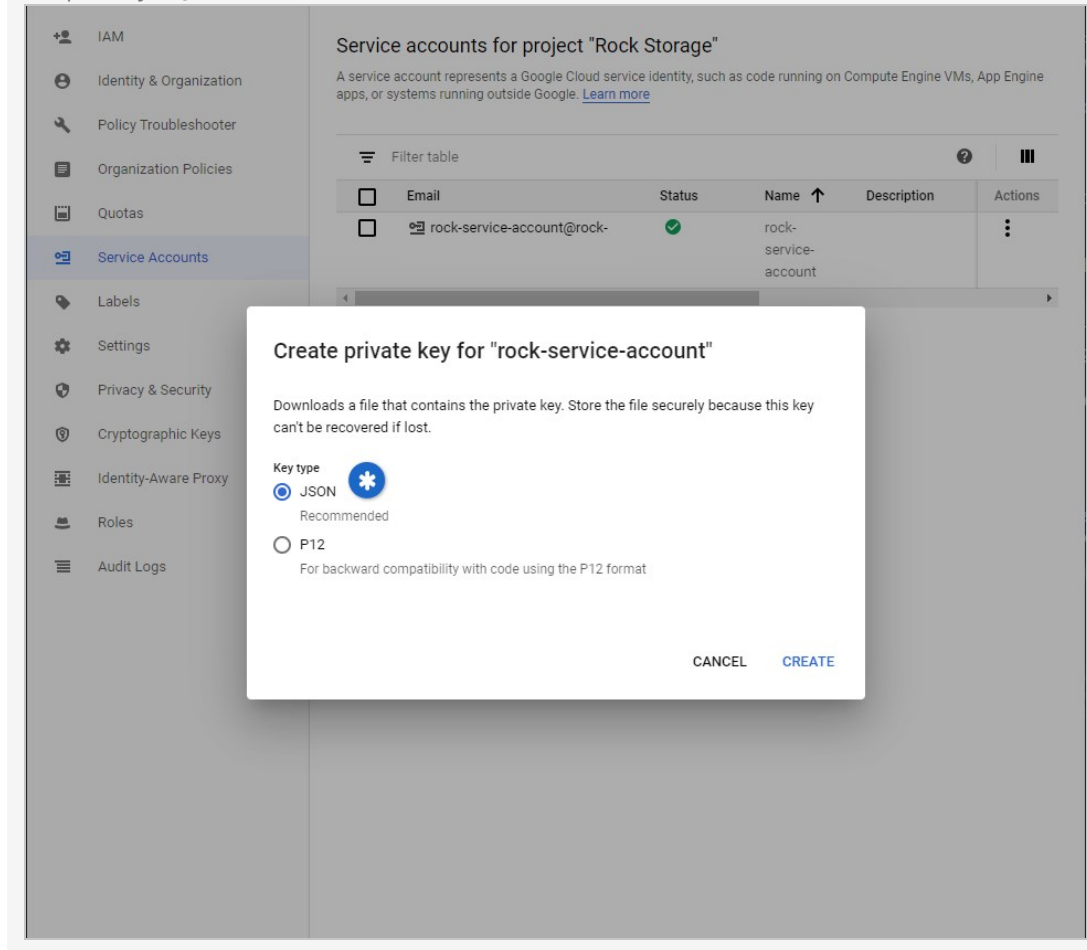 IAM
Identity & Organization
Policy Troubleshooter
Organization Policies
Quotas
Service Accounts
Labels
Settings
Privacy & Security
Cryptographic Keys
Identity-Aware Proxy
Roles
Audit Logs
Service accounts for project "Rock Storage"
A service account represents a Google Cloud service identity, such as code running on Compute Engine VMs, App Engine
apps, or systems running outside Google. Learn more
Filter table
Email Status Name Description Actions
rock-service-account@rock-
rock-
service-
account
Create private key for "rock-service-account"
Downloads a file that contains the private key. Store the file securely because this key
can't be recovered if lost.
Key type
JSON
Recommended
P12
For backward compatibility with code using the P12 format
CANCEL CREATE